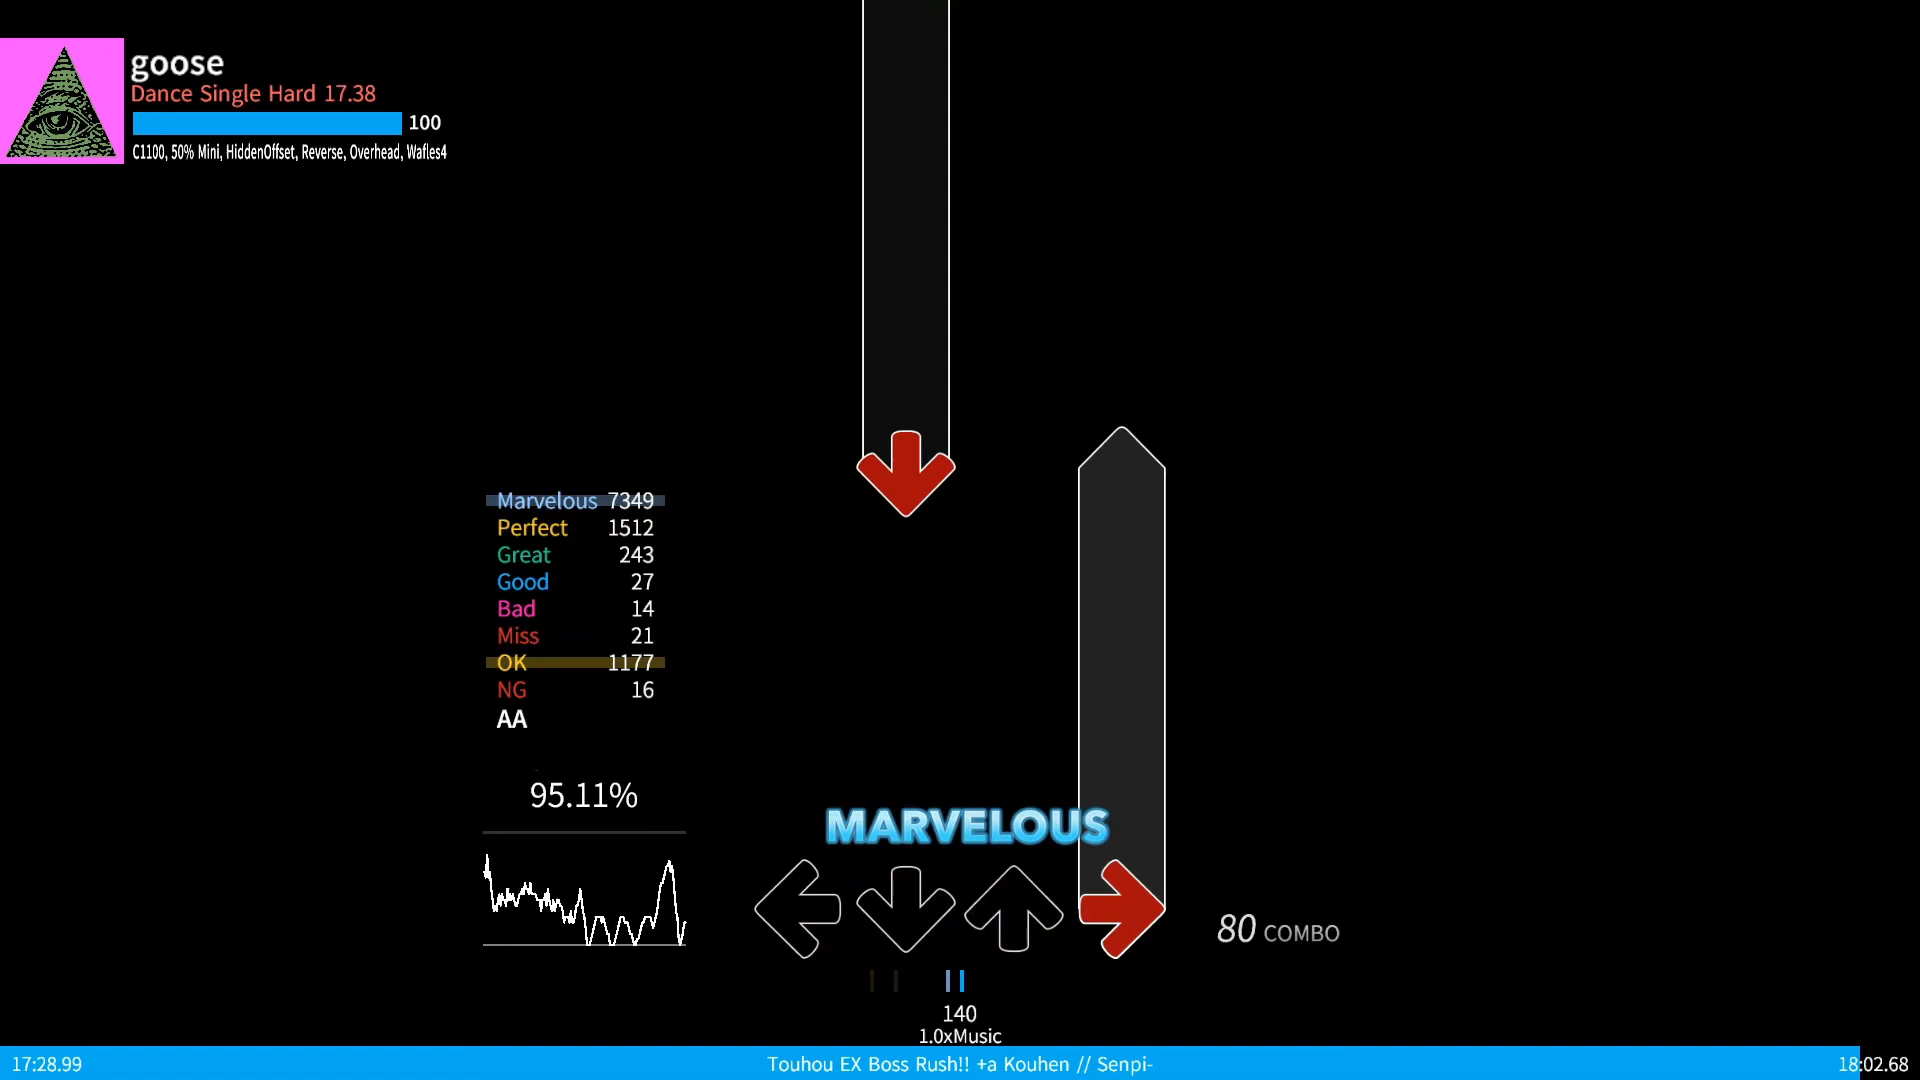 goose
Dance Single Hard 17.38
100
C1100, 50% Mini, HiddenOffset, Reverse, Overhead, Wafles4
Marvelous 7349
Perfect 1512
Great 243
Good 27
Bad 14
Miss 21
OK 1177
NG 16
AA
95.11%
MARVELOUS
80 COMBO
140
1.0xMusic
17:28.99 Touhou EX Boss Rush!! +a Kouhen // Senpi- 18:02.68